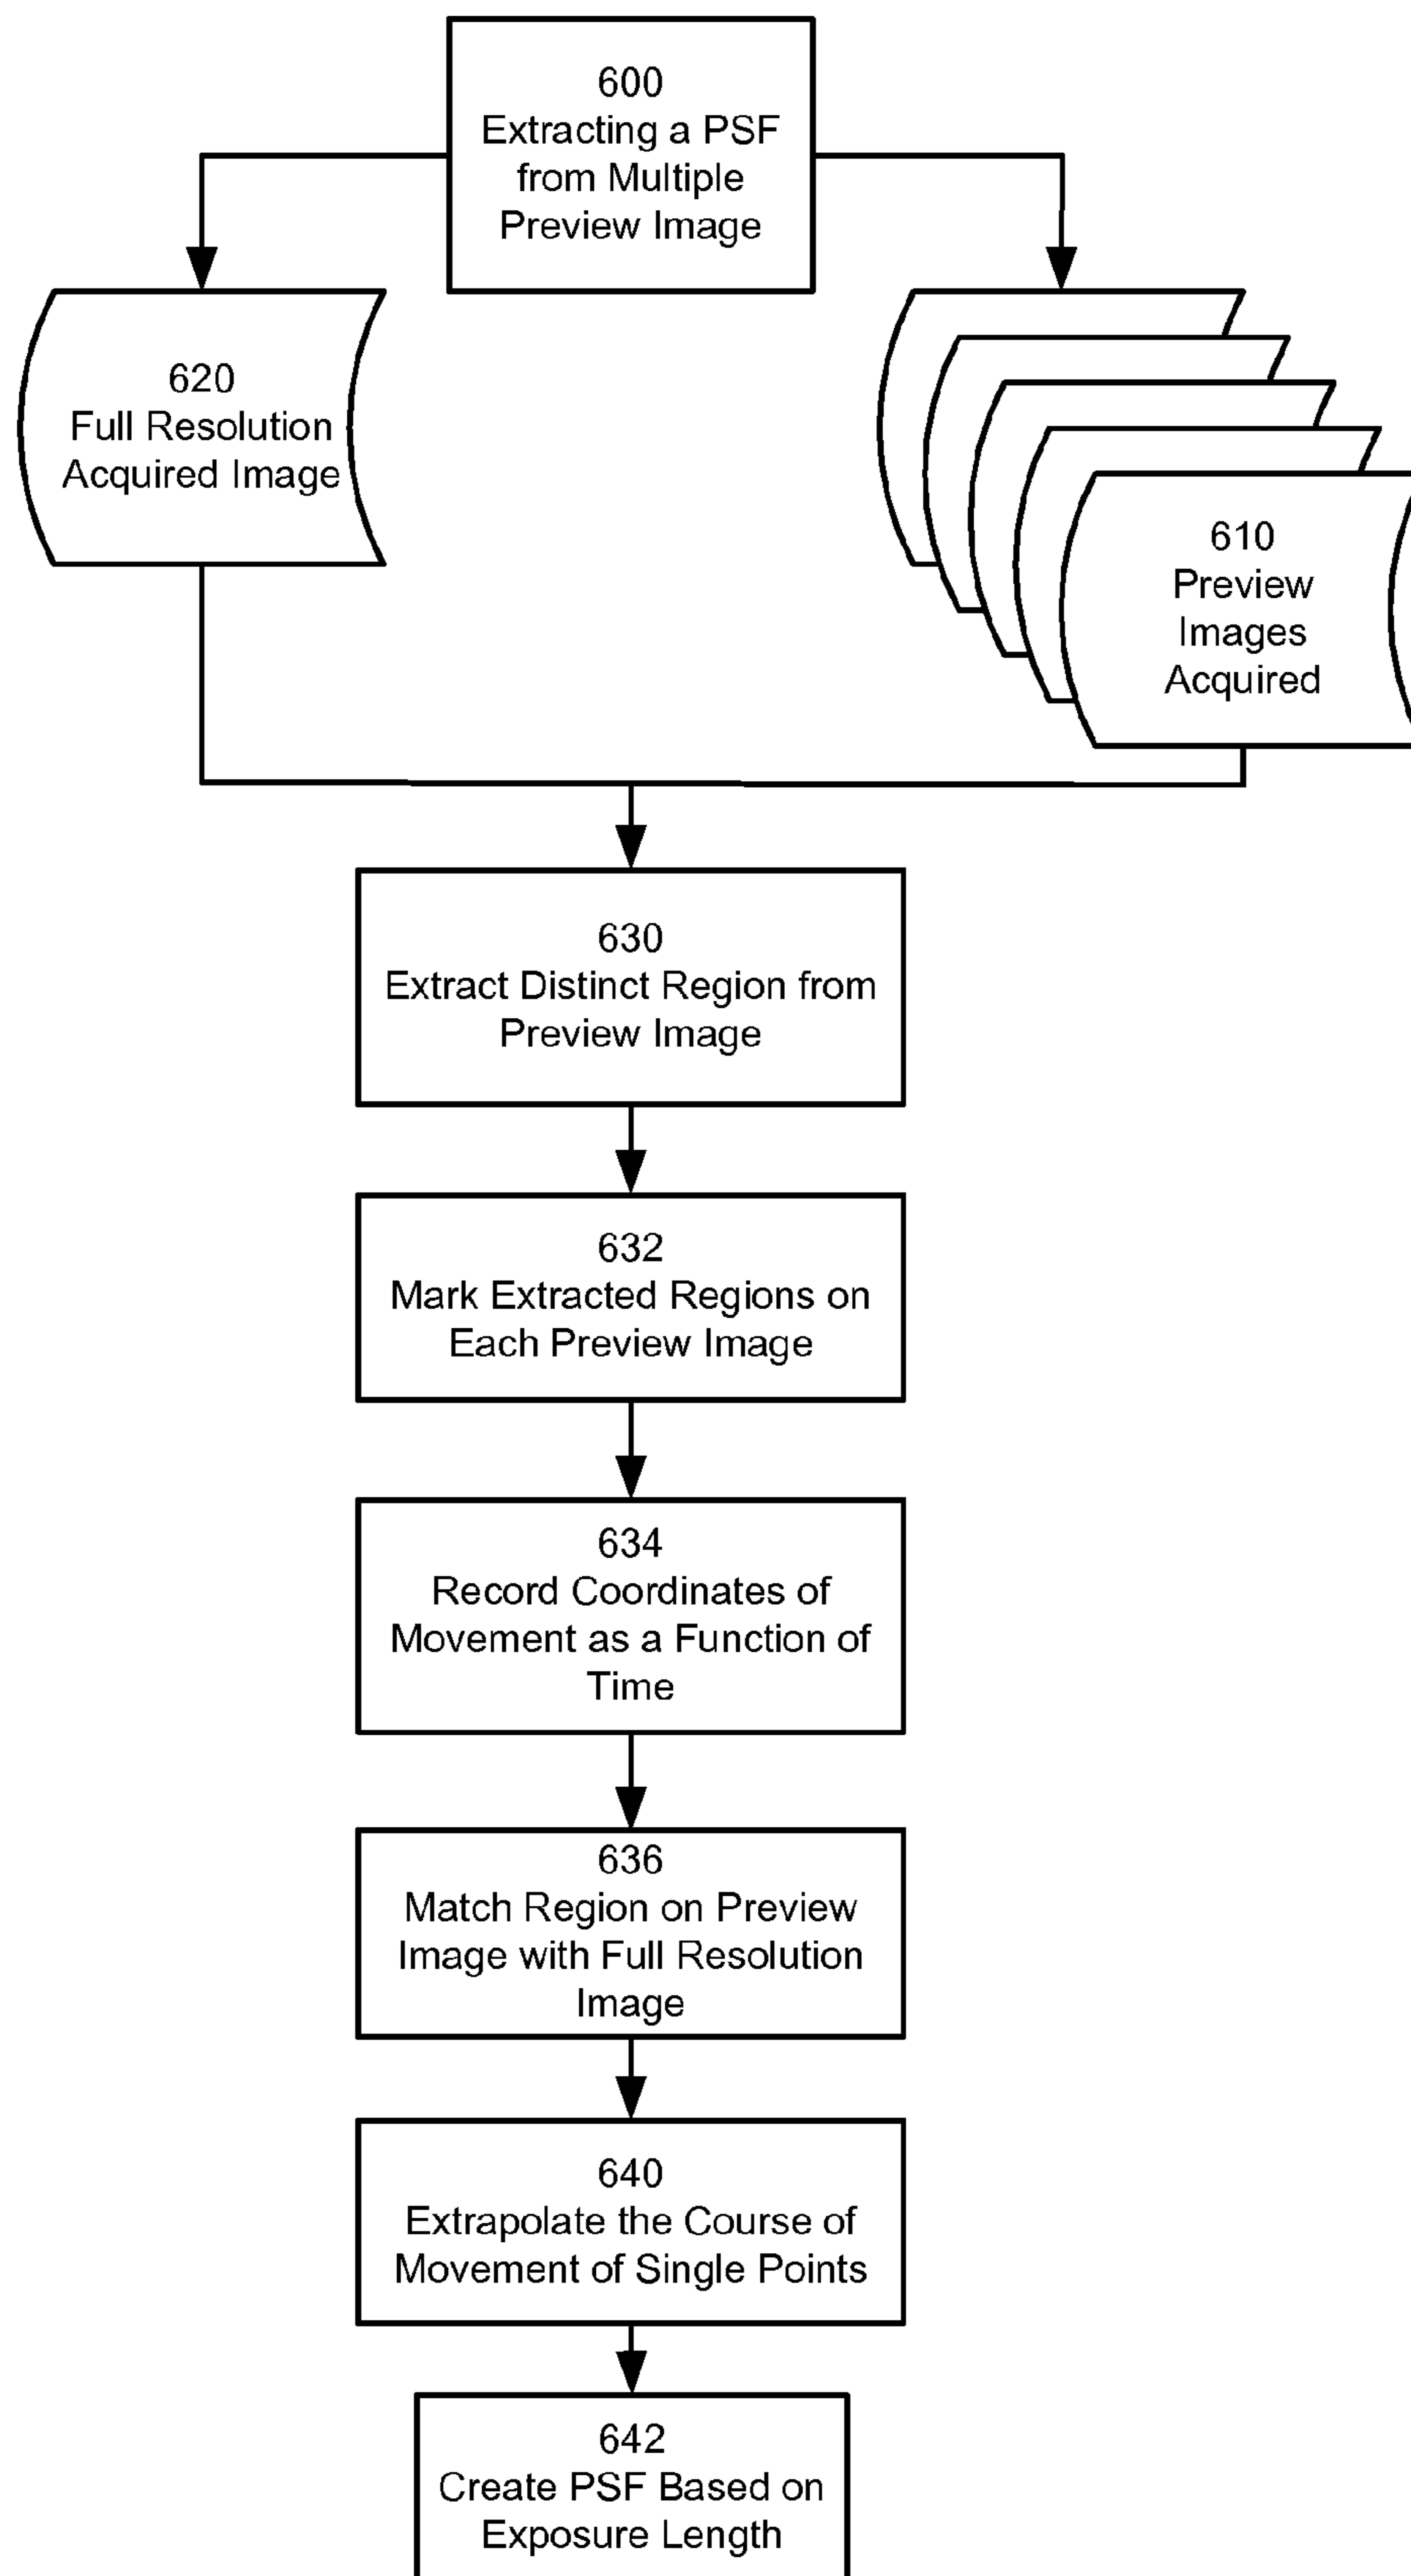 600
Extracting a PSF
from Multiple
Preview Image
620
Full Resolution
Acquired Image
610
Preview
Images
Acquired
630
Extract Distinct Region from
Preview Image
632
Mark Extracted Regions on
Each Preview Image
634
Record Coordinates of
Movement as a Function of
Time
636
Match Region on Preview
Image with Full Resolution
Image
640
Extrapolate the Course of
Movement of Single Points
642
Create PSF Based on
Exposure Length